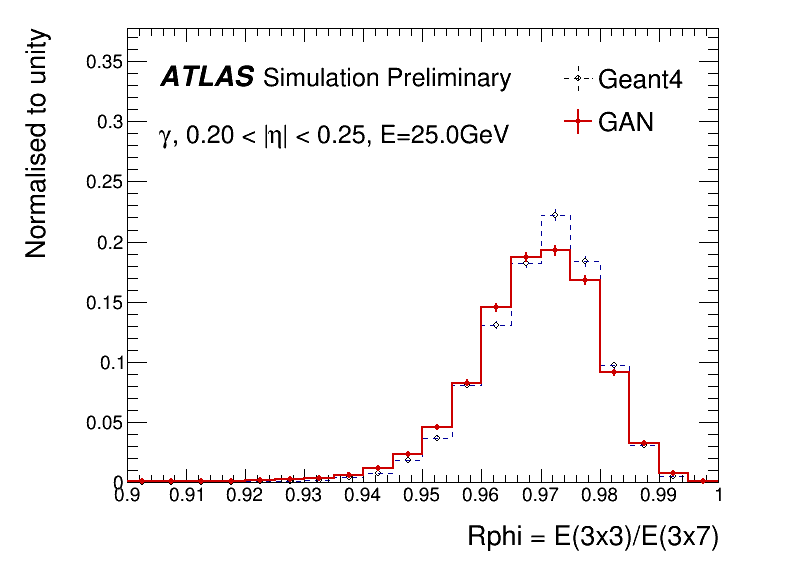 Normalised to unity
0.35
0.3
0.25
0.2
0.15
0.1
0.05
0
ATLAS Simulation Preliminary
γ, 0.20 < |η| < 0.25, E=25.0GeV
Geant4
GAN
0.9 0.91 0.92 0.93 0.94 0.95 0.96 0.97 0.98 0.99 1
Rphi = E(3x3)/E(3x7)